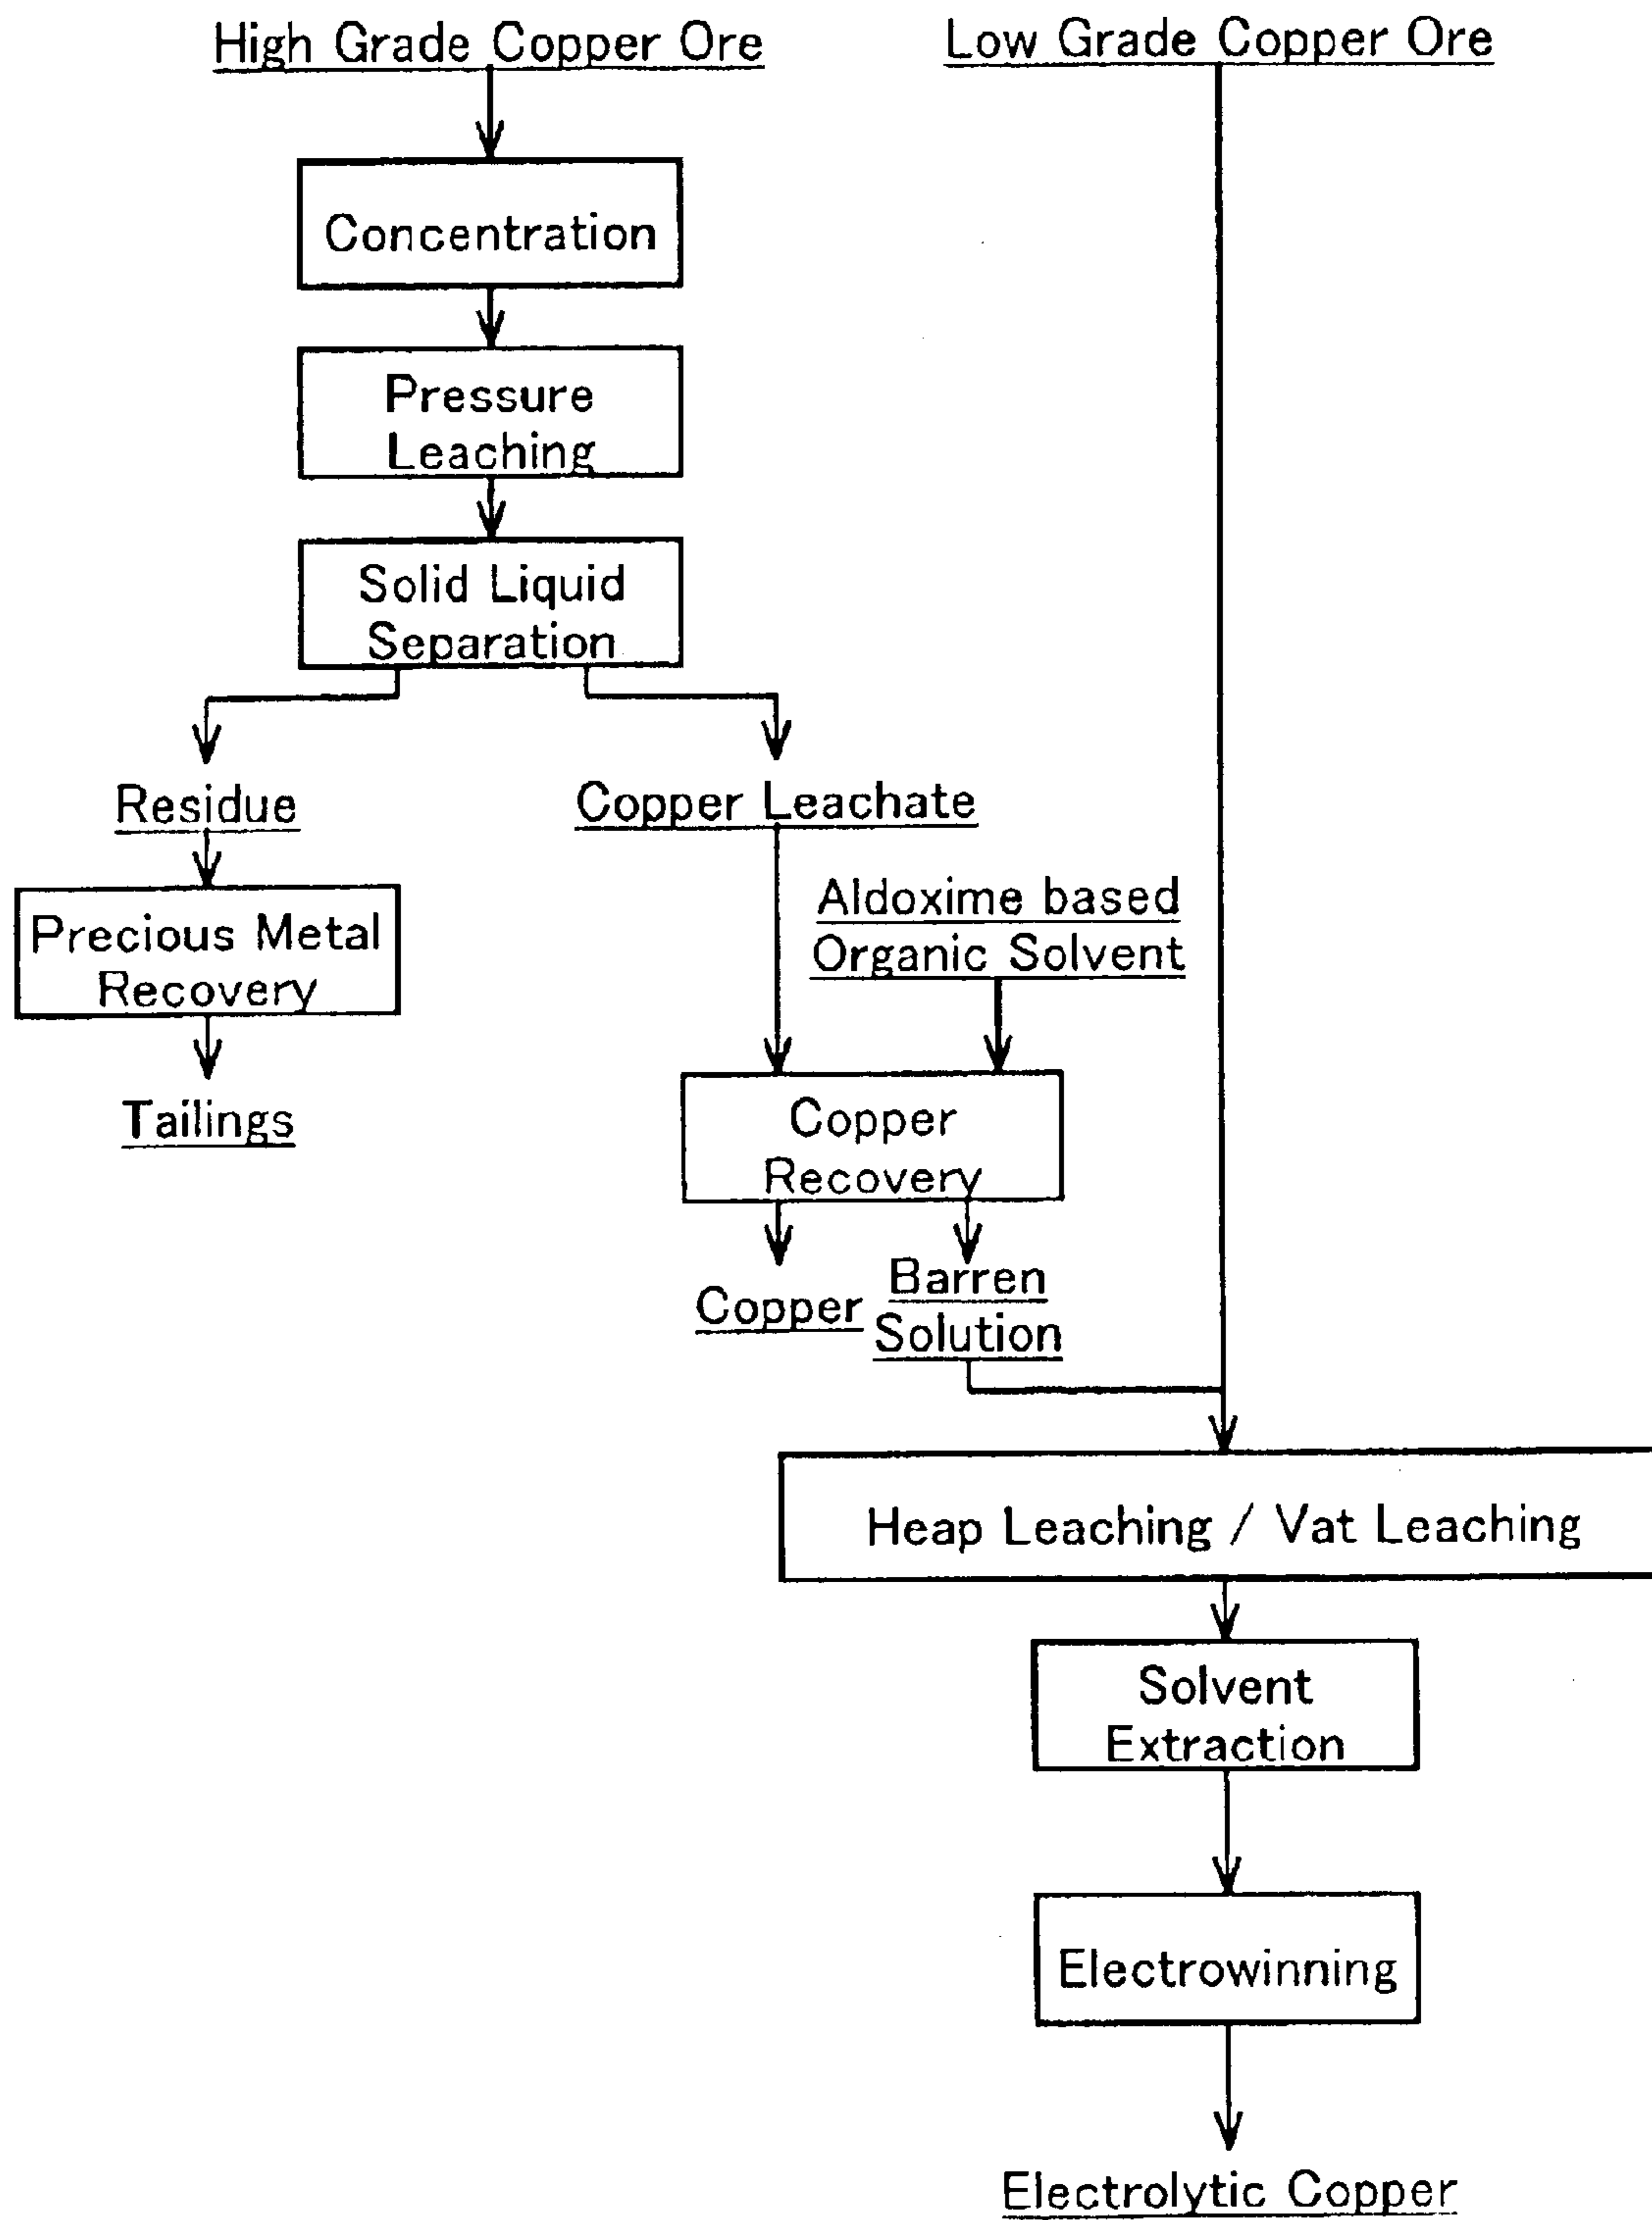 High Grade Copper Ore
Low Grade Copper Ore
Concentration
Pressure
Leaching
Solid Liquid
Separation
Residue
Copper Leachate
Aldoxime based
Organic Solvent
Precious Metal
Recovery
Tailings
Copper
Recovery
Copper
Barren
Solution
Heap Leaching / Vat Leaching
Solvent
Extraction
Electrowinning
Electrolytic Copper